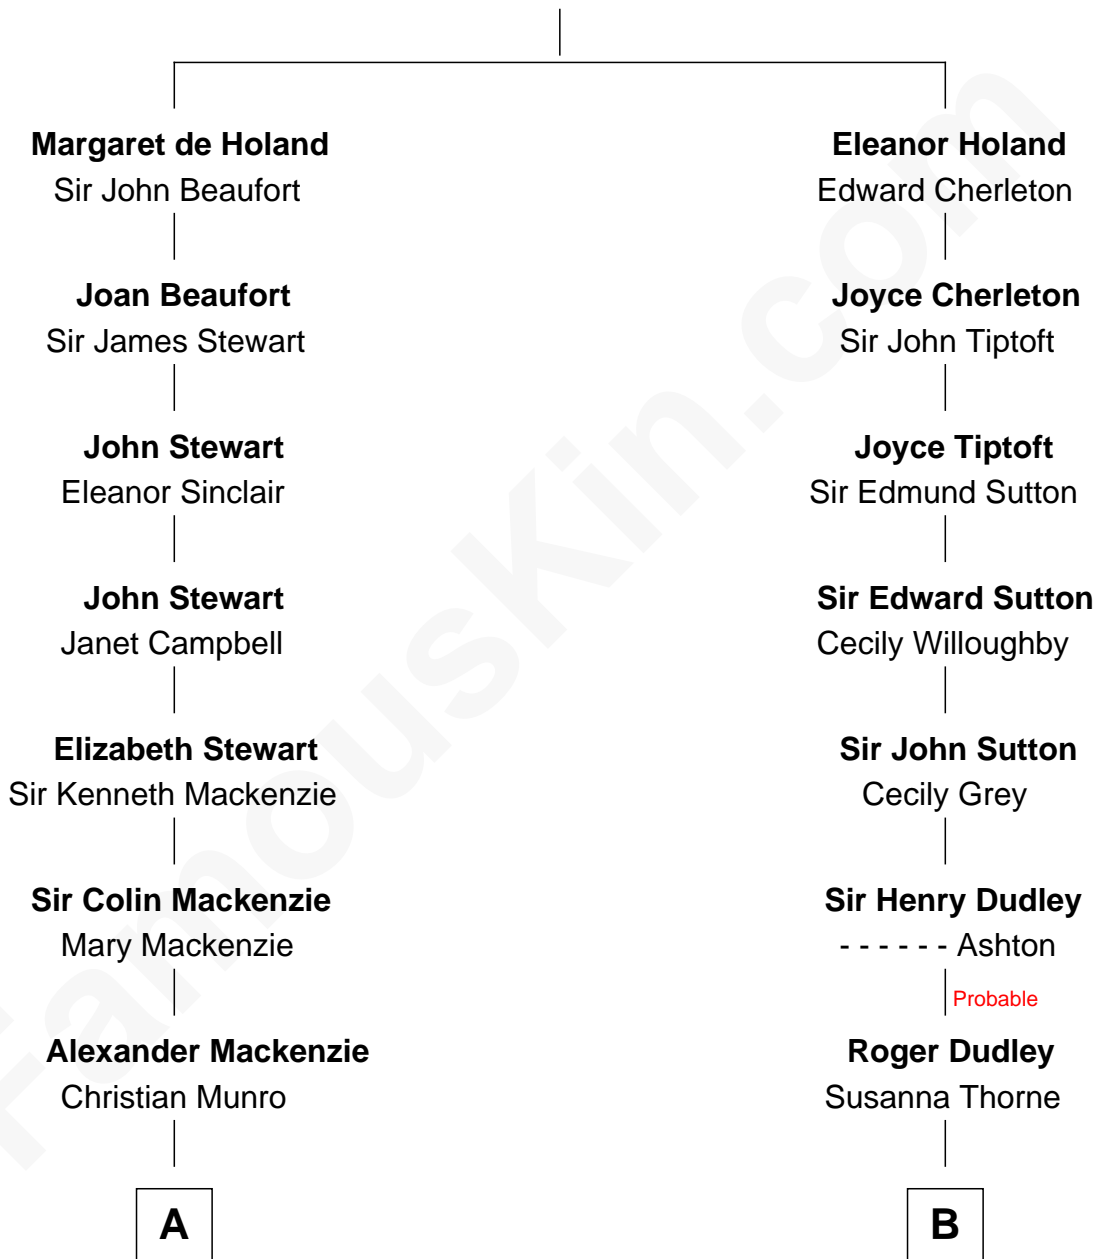 Margaret de Holand
Sir John Beaufort
Joan Beaufort
Sir James Stewart
John Stewart
Eleanor Sinclair
John Stewart
Janet Campbell
Elizabeth Stewart
Sir Kenneth Mackenzie
Sir Colin Mackenzie
Mary Mackenzie
Alexander Mackenzie
Christian Munro
A
Eleanor Holand
Edward Cherleton
Joyce Cherleton
Sir John Tiptoft
Joyce Tiptoft
Sir Edmund Sutton
Sir Edward Sutton
Cecily Willoughby
Sir John Sutton
Cecily Grey
Sir Henry Dudley
- - - - - - Ashton
Probable
Roger Dudley
Susanna Thorne
B
FamousKin.com